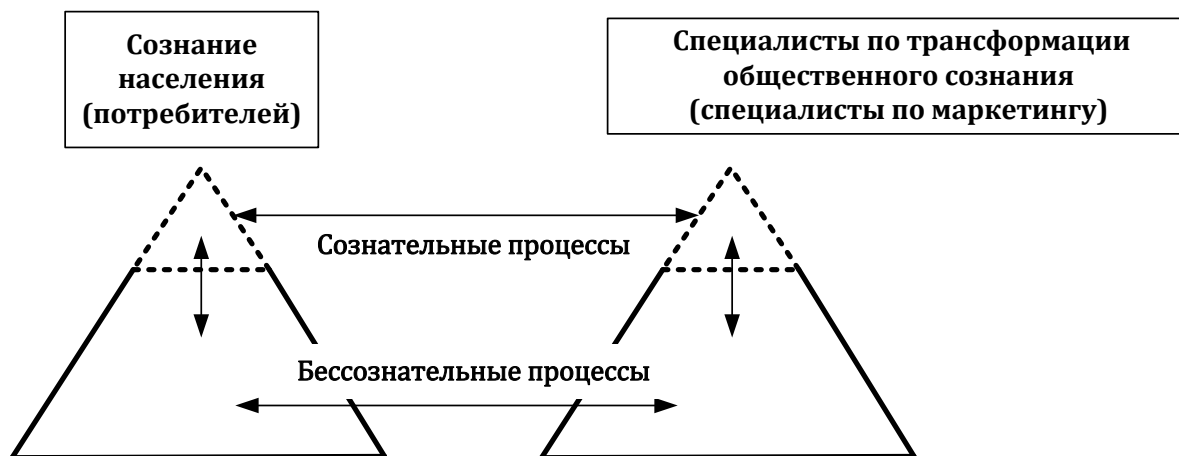 Сознание
населения
(потребителей)
Специалисты по трансформации
общественного сознания
(специалисты по маркетингу)
Сознательные процессы
Бессознательные процессы